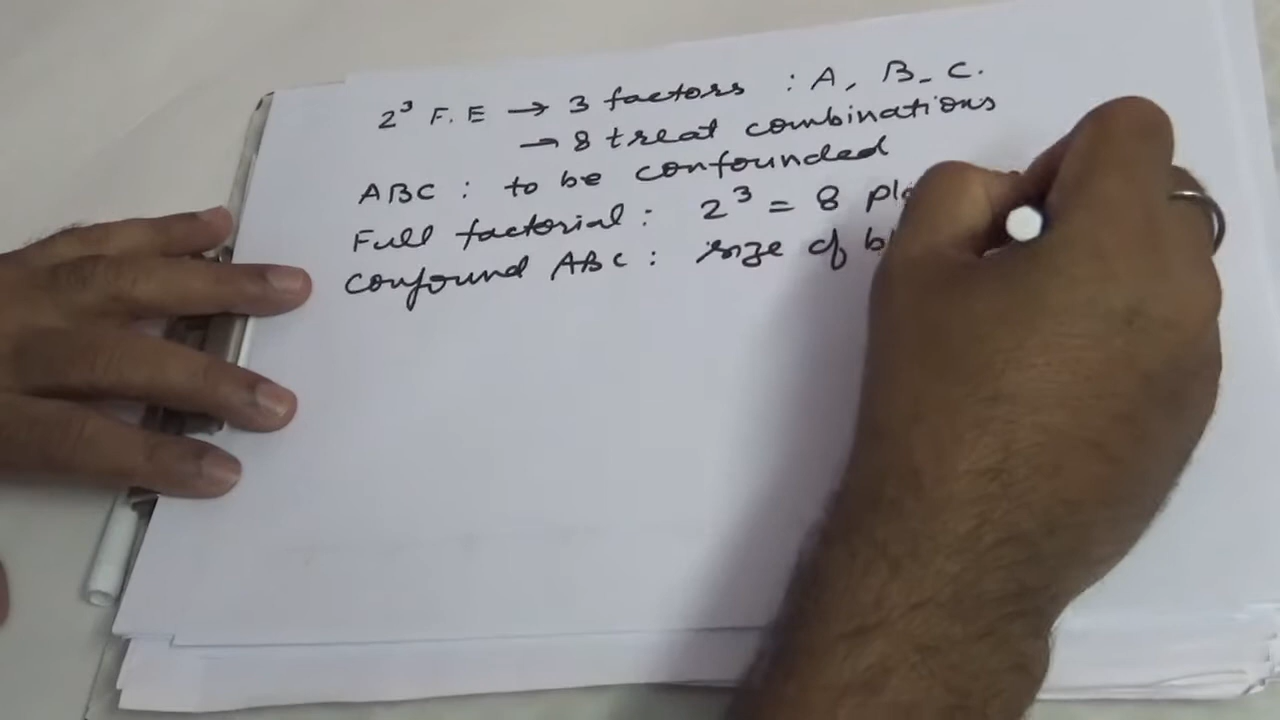 2³ F.E → 3 factors : A, B, C.
→ 8 treat combinations
ABC : to be confounded
Full factorial : 2³ = 8
Confound ABC : size of